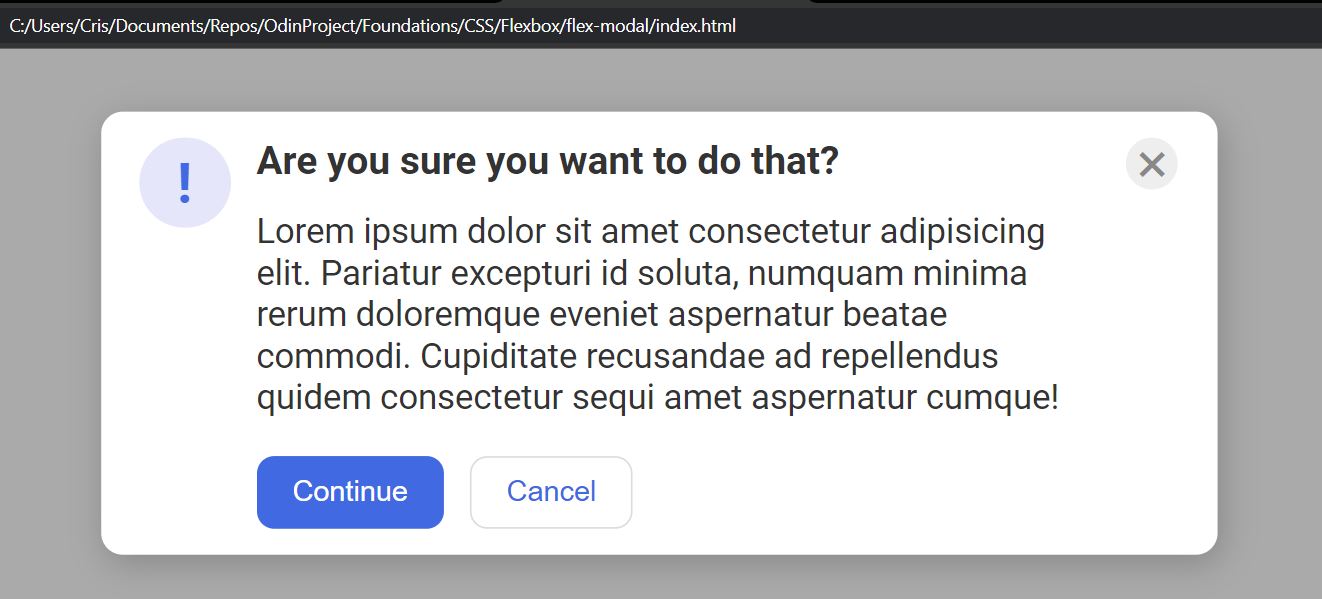 C:/Users/Cris/Documents/Repos/OdinProject/Foundations/CSS/Flexbox/flex-modal/index.html
!
Are you sure you want to do that?
✕
Lorem ipsum dolor sit amet consectetur adipisicing
elit. Pariatur excepturi id soluta, numquam minima
rerum doloremque eveniet aspernatur beatae
commodi. Cupiditate recusandae ad repellendus
quidem consectetur sequi amet aspernatur cumque!
Continue
Cancel